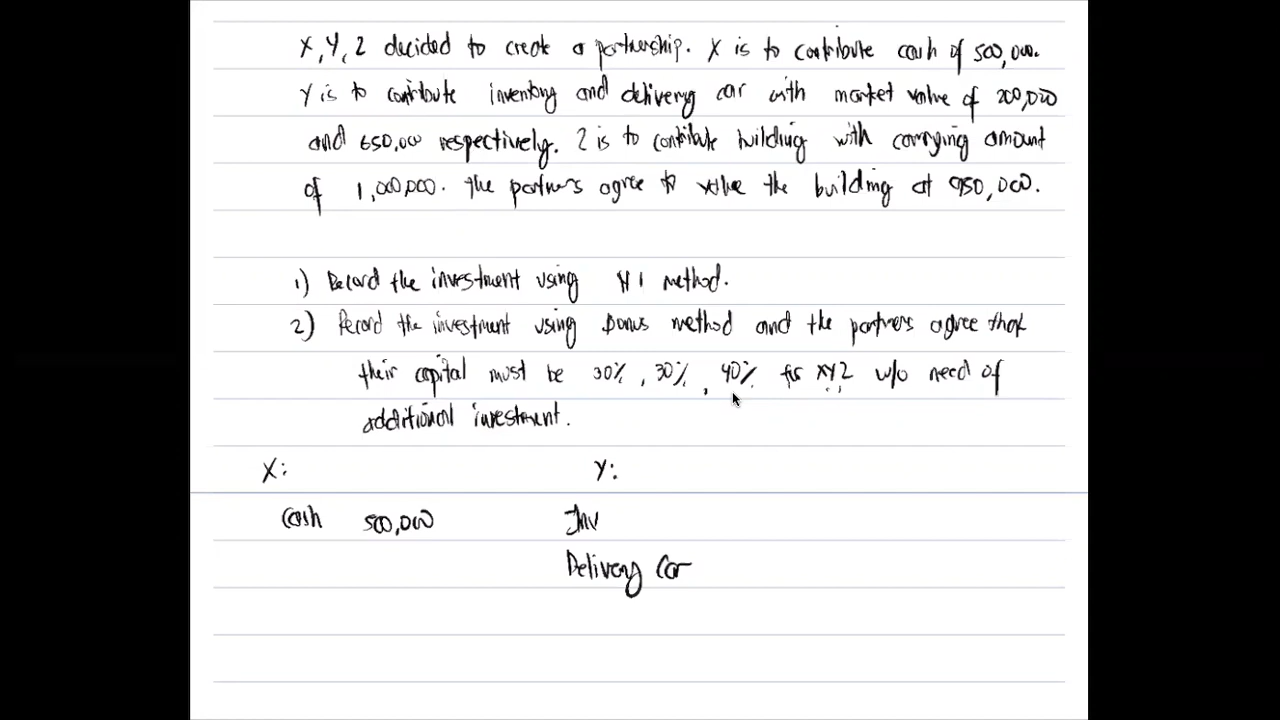 X, Y, Z decided to create a partnership. X is to contribute cash of 500,000.
Y is to contribute inventory and delivery car with market value of 200,000
and 650,000 respectively. Z is to contribute building with carrying amount
of 1,000,000. The partners agree to value the building at 950,000.
1) Record the investment using NI method.
2) Record the investment using bonus method and the partners agree that
their capital must be 30%, 30%, 40% for XYZ w/o need of
additional investment.
X: Y:
Cash 500,000 Inv
Delivery Car